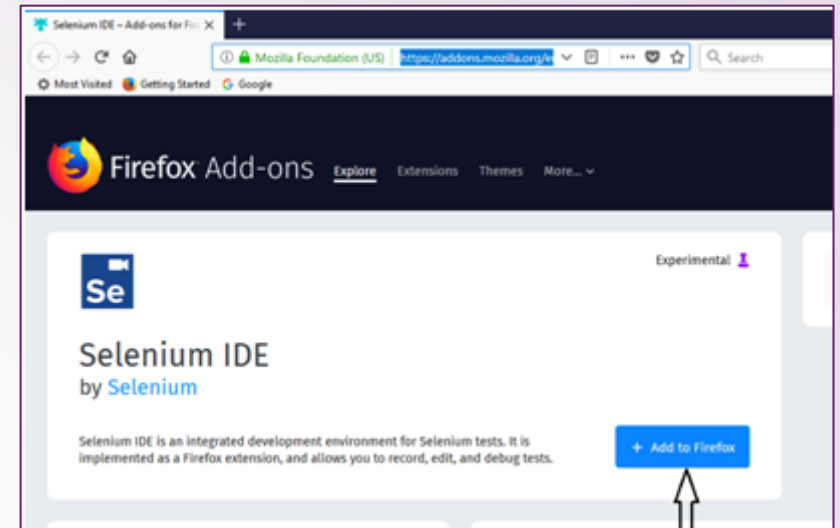 Selenium IDE – Add-ons for Fir
Mozilla Foundation (US) https://addons.mozilla.org/e
Search
Most Visited Getting Started Google
Firefox Add-ons Explore Extensions Themes More...
Experimental
Se
Selenium IDE
by Selenium
Selenium IDE is an integrated development environment for Selenium tests. It is
implemented as a Firefox extension, and allows you to record, edit, and debug tests.
+ Add to Firefox